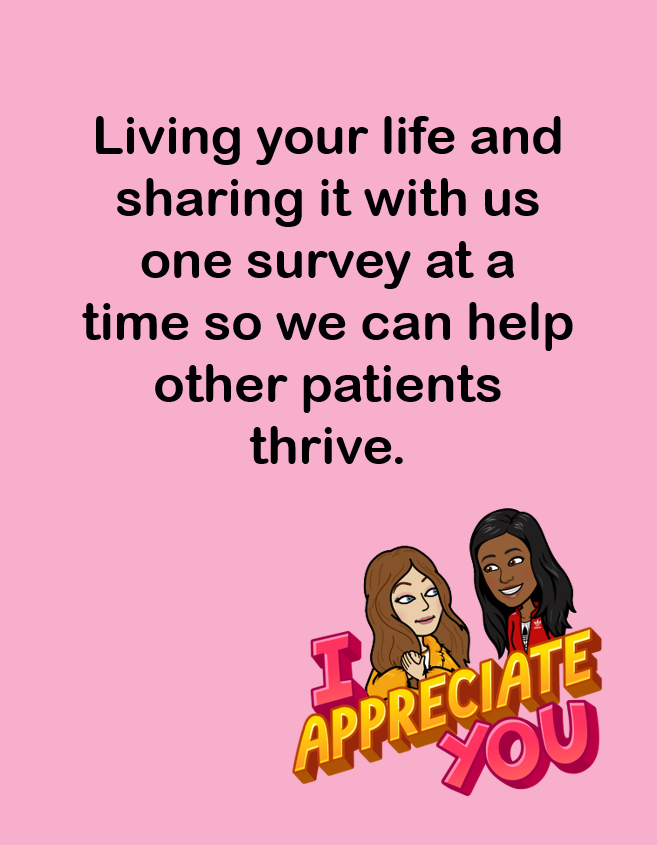 Living your life and
sharing it with us
one survey at a
time so we can help
other patients
thrive.
I
APPRECIATE
YOU